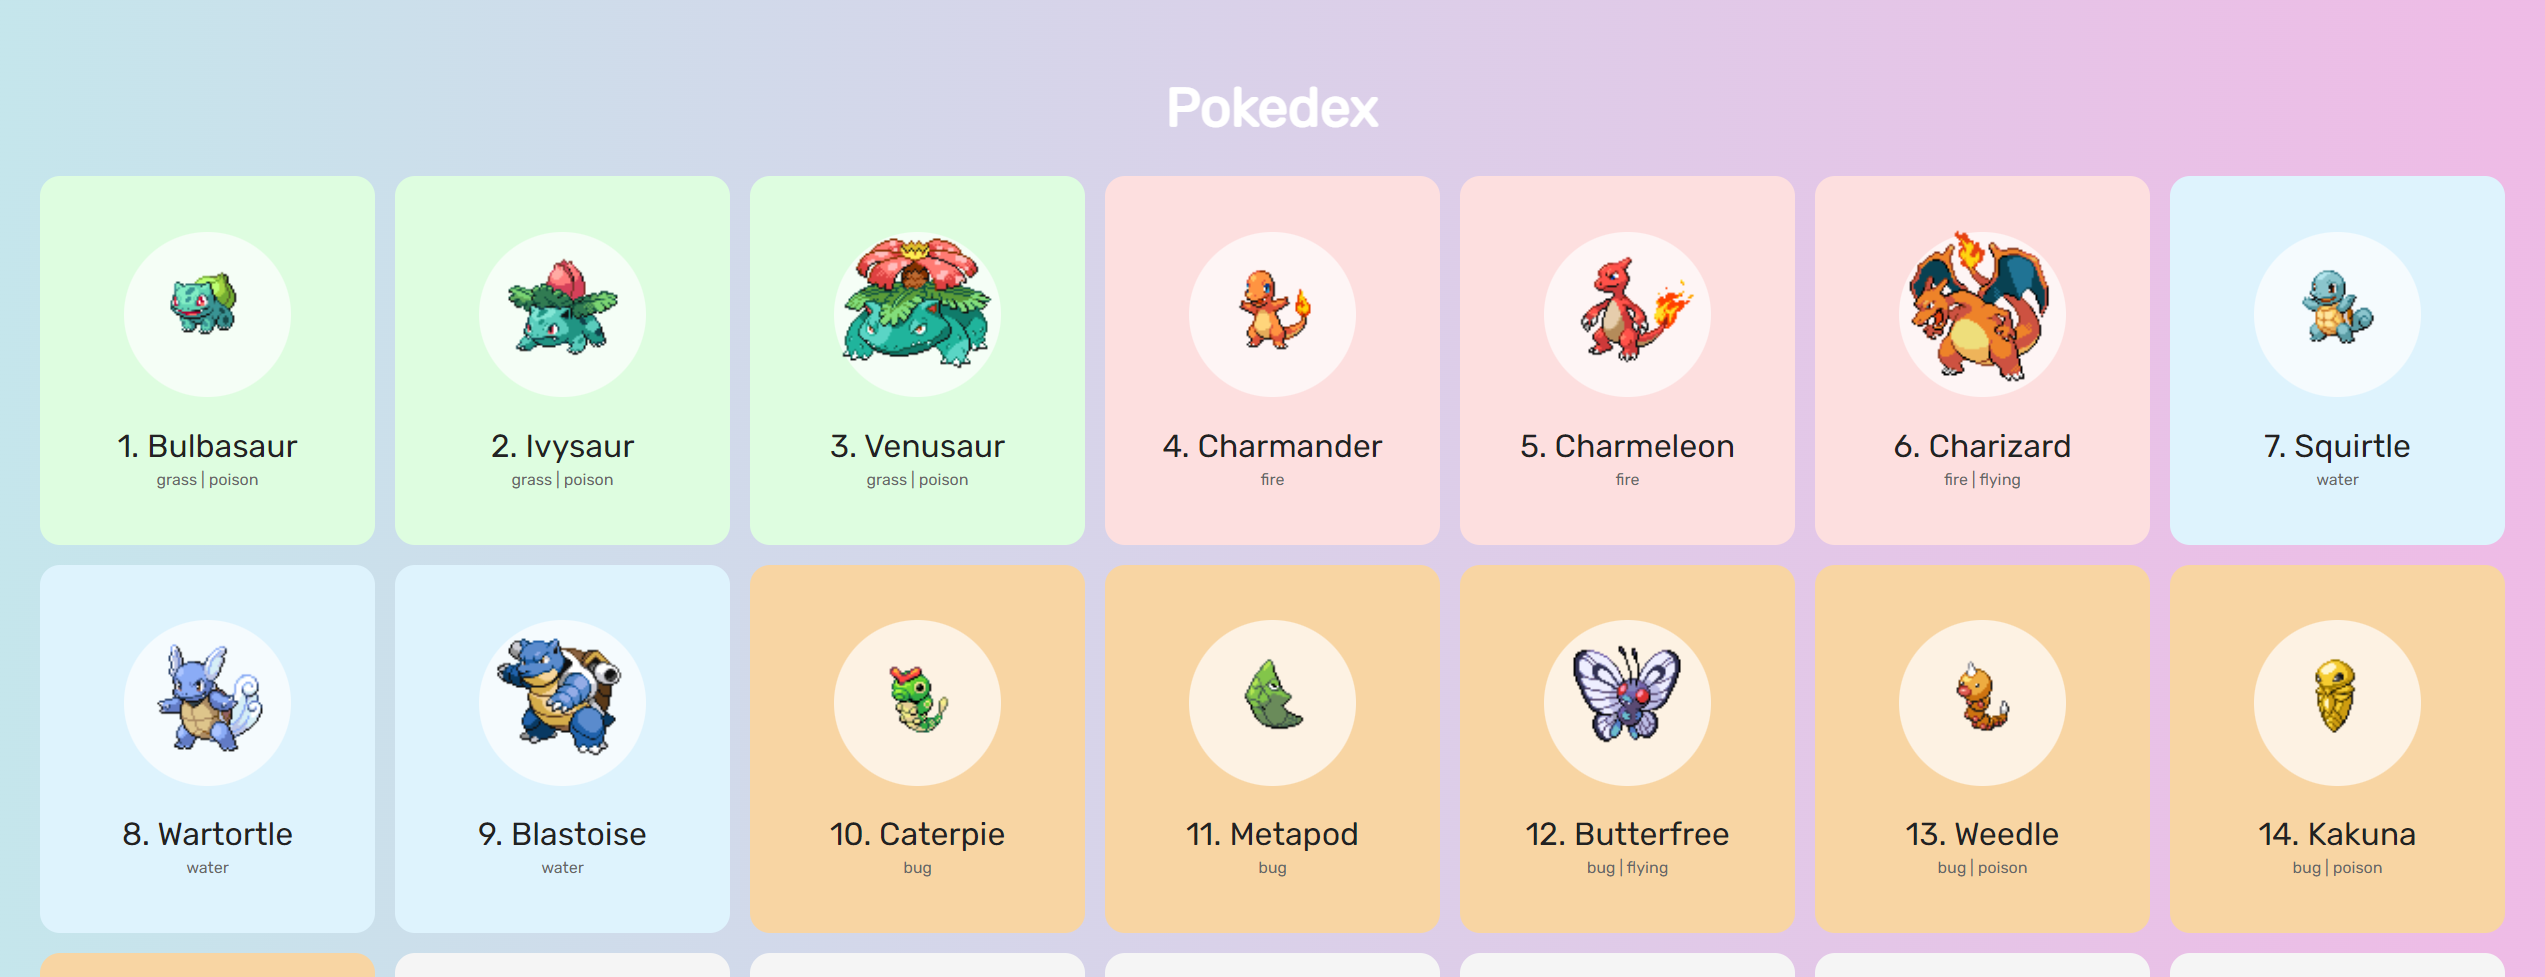 Pokedex
1. Bulbasaur
grass | poison
2. Ivysaur
grass | poison
3. Venusaur
grass | poison
4. Charmander
fire
5. Charmeleon
fire
6. Charizard
fire | flying
7. Squirtle
water
8. Wartortle
water
9. Blastoise
water
10. Caterpie
bug
11. Metapod
bug
12. Butterfree
bug | flying
13. Weedle
bug | poison
14. Kakuna
bug | poison